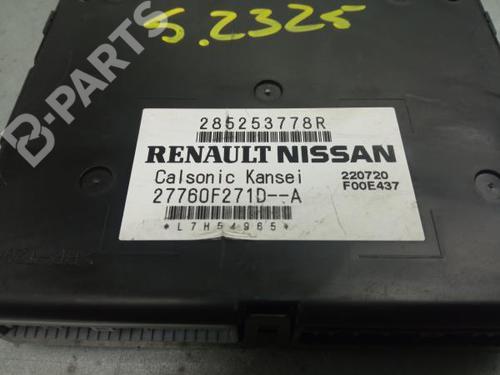 S.2325
B-PARTS
285253778R
RENAULT NISSAN
Calsonic Kansei
220720
27760F271D--A
F00E437
*L7H54965*